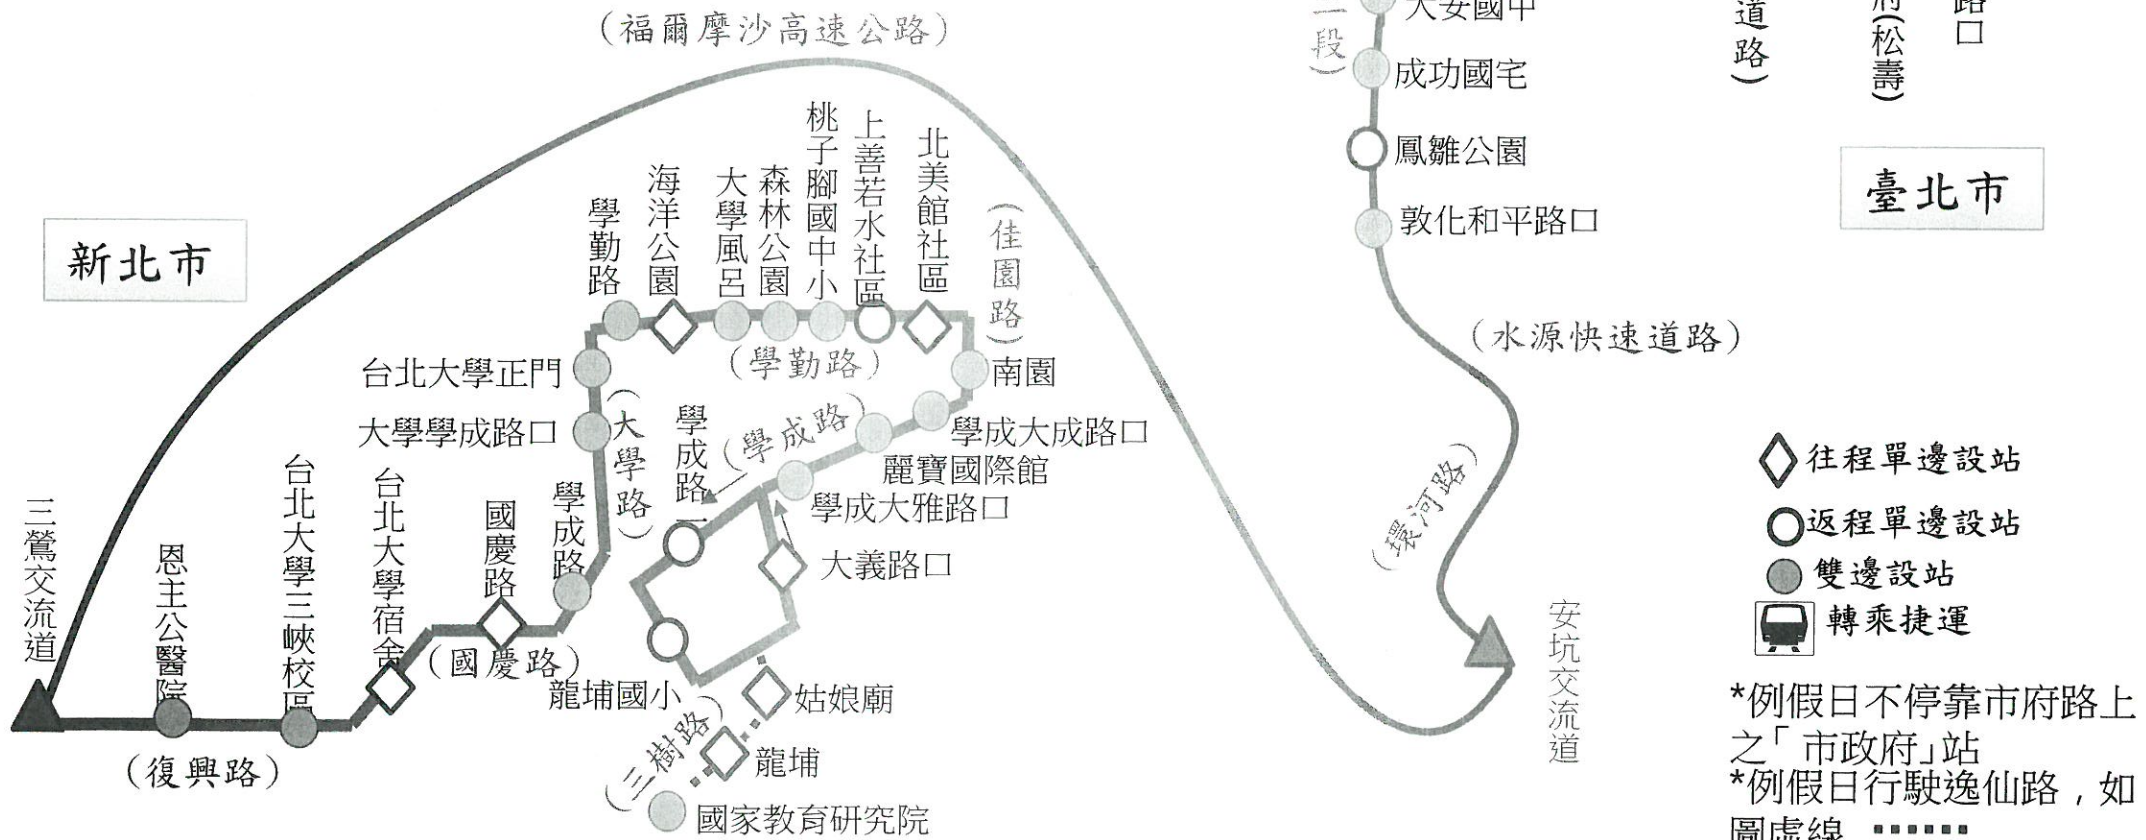 (福爾摩沙高速公路)
新北市
三鶯交流道
恩主公醫院
台北大學三峽校區
台北大學宿舍
國慶路
學成路
(復興路)
(國慶路)
大學學成路口
台北大學正門
(大學路)
學勤路
海洋公園
大學風呂
森林公園
桃子腳國中小
上善若水社區
北美館社區
(學勤路)
(佳園路)
南園
學成大成路口
麗寶國際館
學成大雅路口
(學成路)
學成路一
大義路口
龍埔國小
姑娘廟
龍埔
(三樹路)
國家教育研究院
二段)
大安國中
成功國宅
鳳雛公園
敦化和平路口
(水源快速道路)
(環河路)
安坑交流道
道路)
府(松壽)
路口
臺北市
往程單邊設站
返程單邊設站
雙邊設站
轉乘捷運
*例假日不停靠市府路上
之「市政府」站
*例假日行駛逸仙路,如
圖虛線